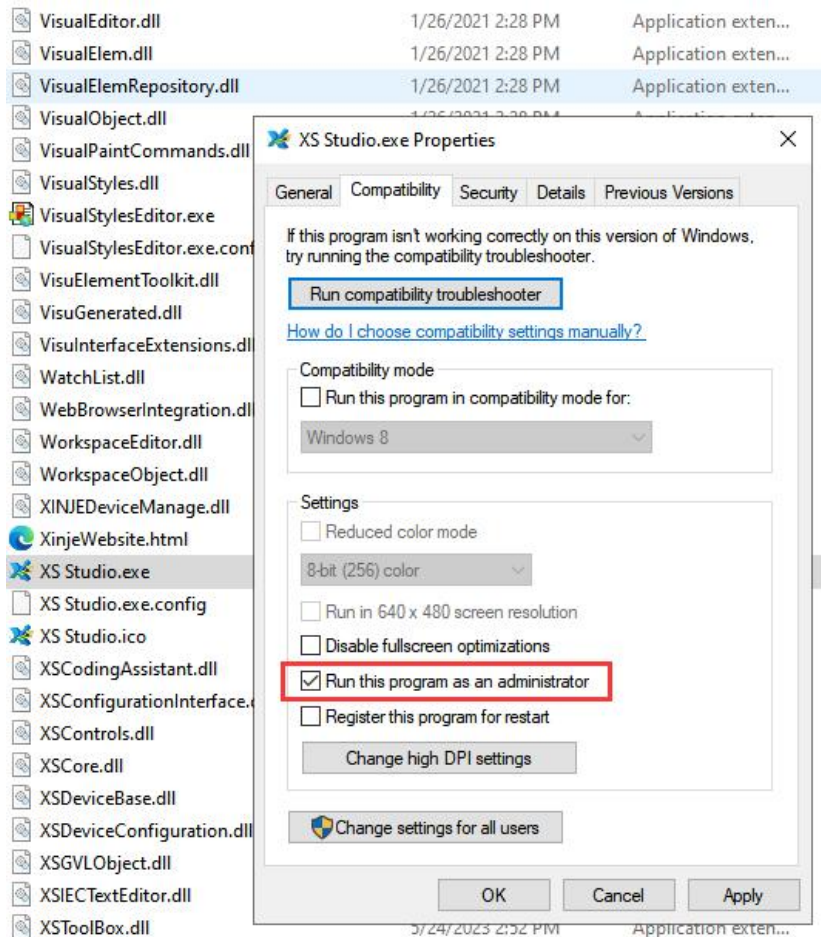 VisualEditor.dll 1/26/2021 2:28 PM Application exten...
VisualElem.dll 1/26/2021 2:28 PM Application exten...
VisualElemRepository.dll 1/26/2021 2:28 PM Application exten...
VisualObject.dll
VisualPaintCommands.dll
VisualStyles.dll
VisualStylesEditor.exe
VisualStylesEditor.exe.conf
VisuElementToolkit.dll
VisuGenerated.dll
VisuInterfaceExtensions.dll
WatchList.dll
WebBrowserIntegration.dll
WorkspaceEditor.dll
WorkspaceObject.dll
XINJEDeviceManage.dll
XinjeWebsite.html
XS Studio.exe
XS Studio.exe.config
XS Studio.ico
XSCodingAssistant.dll
XSConfigurationInterface.
XSControls.dll
XSCore.dll
XSDeviceBase.dll
XSDeviceConfiguration.dll
XSGVLObject.dll
XSIECTextEditor.dll
XSToolBox.dll 5/24/2023 2:52 PM Application exten...
XS Studio.exe Properties
General Compatibility Security Details Previous Versions
If this program isn't working correctly on this version of Windows,
try running the compatibility troubleshooter.
Run compatibility troubleshooter
How do I choose compatibility settings manually?
Compatibility mode
Run this program in compatibility mode for:
Windows 8
Settings
Reduced color mode
8-bit (256) color
Run in 640 x 480 screen resolution
Disable fullscreen optimizations
Run this program as an administrator
Register this program for restart
Change high DPI settings
Change settings for all users
OK Cancel Apply